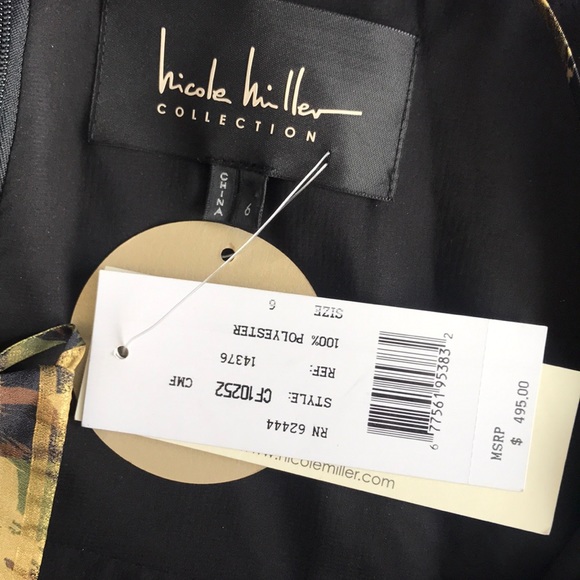 Nicole Miller
COLLECTION
CHINA
6
RN 62444
STYLE: CF10252 CMF
REF: 14376
100% POLYESTER
SIZE 6
6 77561 95383 2
MSRP
$ 495.00
www.nicolemiller.com